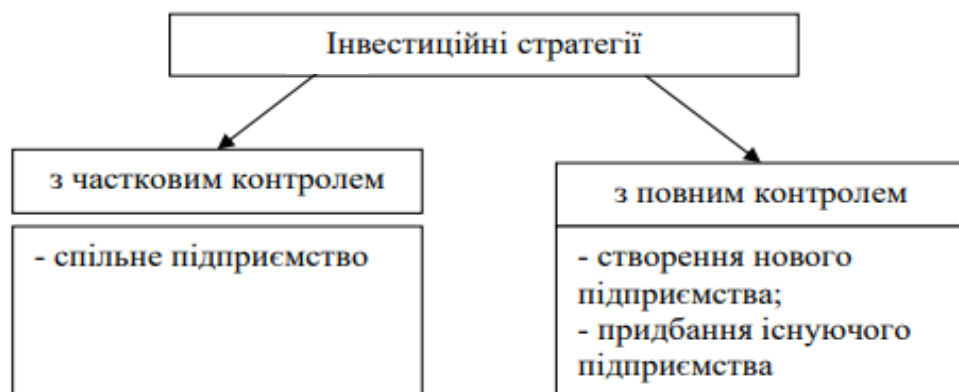 Інвестиційні стратегії
з частковим контролем
- спільне підприємство
з повним контролем
- створення нового
підприємства;
- придбання існуючого
підприємства